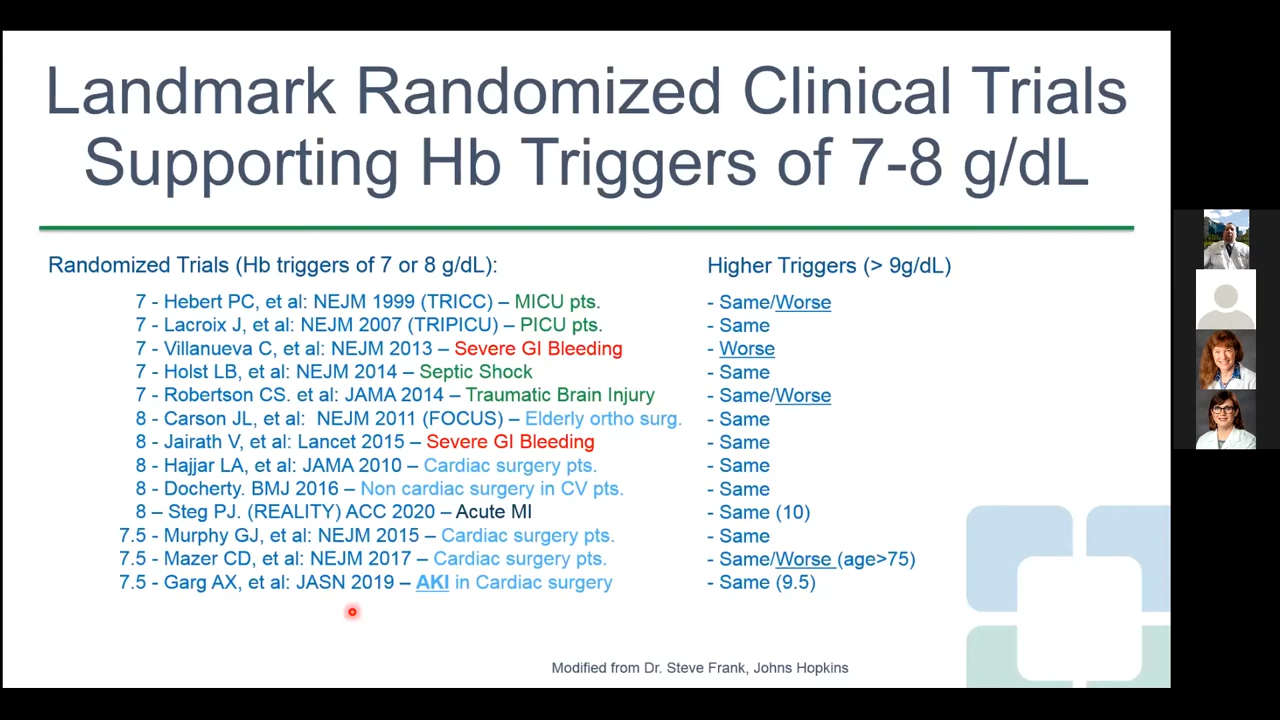 Landmark Randomized Clinical Trials
Supporting Hb Triggers of 7-8 g/dL
Randomized Trials (Hb triggers of 7 or 8 g/dL): Higher Triggers (> 9g/dL)
7 - Hebert PC, et al: NEJM 1999 (TRICC) – MICU pts. - Same/Worse
7 - Lacroix J, et al: NEJM 2007 (TRIPICU) – PICU pts. - Same
7 - Villanueva C, et al: NEJM 2013 – Severe GI Bleeding - Worse
7 - Holst LB, et al: NEJM 2014 – Septic Shock - Same
7 - Robertson CS. et al: JAMA 2014 – Traumatic Brain Injury - Same/Worse
8 - Carson JL, et al: NEJM 2011 (FOCUS) – Elderly ortho surg. - Same
8 - Jairath V, et al: Lancet 2015 – Severe GI Bleeding - Same
8 - Hajjar LA, et al: JAMA 2010 – Cardiac surgery pts. - Same
8 - Docherty. BMJ 2016 – Non cardiac surgery in CV pts. - Same
8 – Steg PJ. (REALITY) ACC 2020 – Acute MI - Same (10)
7.5 - Murphy GJ, et al: NEJM 2015 – Cardiac surgery pts. - Same
7.5 - Mazer CD, et al: NEJM 2017 – Cardiac surgery pts. - Same/Worse (age>75)
7.5 - Garg AX, et al: JASN 2019 – AKI in Cardiac surgery - Same (9.5)
Modified from Dr. Steve Frank, Johns Hopkins